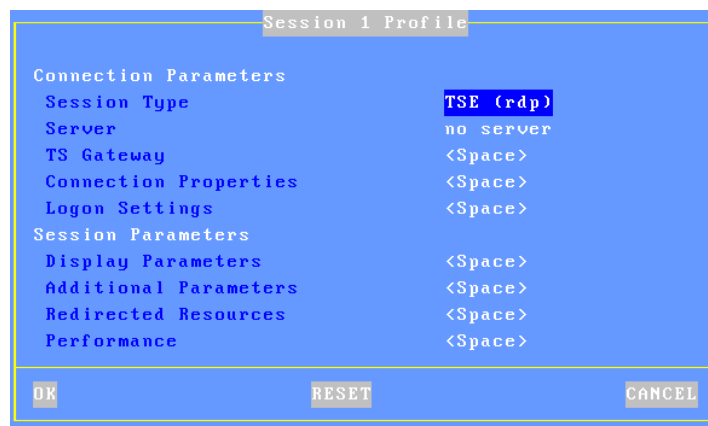 Session 1 Profile
Connection Parameters
Session Type TSE (rdp)
Server no server
TS Gateway <Space>
Connection Properties <Space>
Logon Settings <Space>
Session Parameters
Display Parameters <Space>
Additional Parameters <Space>
Redirected Resources <Space>
Performance <Space>
OK RESET CANCEL